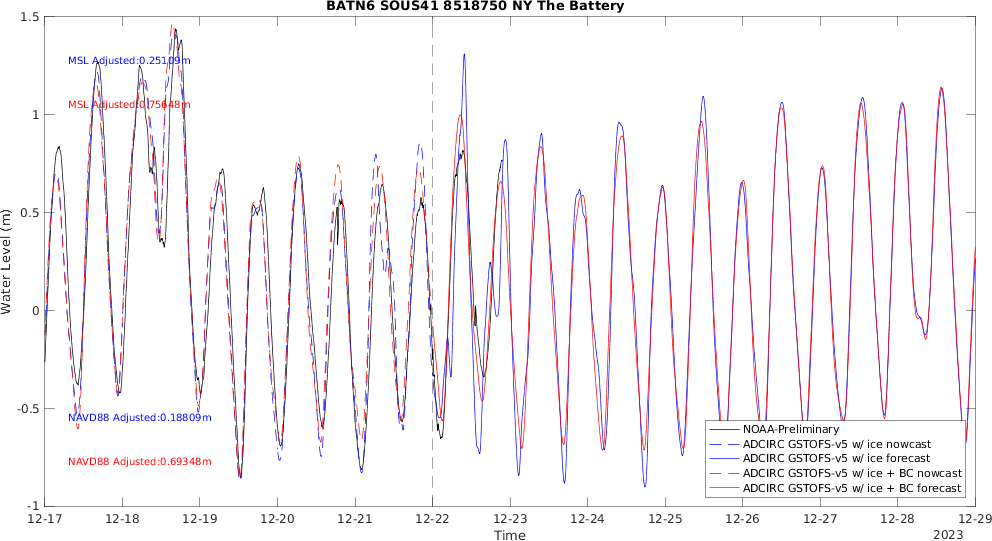 BATN6 SOUS41 8518750 NY The Battery
1.5
1
0.5
0
-0.5
-1
Water Level (m)
MSL Adjusted:0.25109m
MSL Adjusted:0.75648m
NAVD88 Adjusted:0.18809m
NAVD88 Adjusted:0.69348m
NOAA-Preliminary
ADCIRC GSTOFS-v5 w/ ice nowcast
ADCIRC GSTOFS-v5 w/ ice forecast
ADCIRC GSTOFS-v5 w/ ice + BC nowcast
ADCIRC GSTOFS-v5 w/ ice + BC forecast
12-17 12-18 12-19 12-20 12-21 12-22 12-23 12-24 12-25 12-26 12-27 12-28 12-29
Time
2023